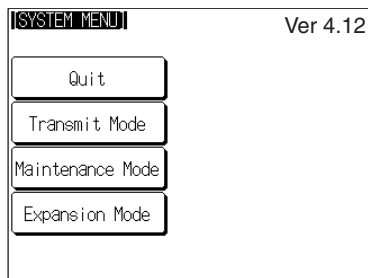 [SYSTEM MENU]
Ver 4.12
Quit
Transmit Mode
Maintenance Mode
Expansion Mode